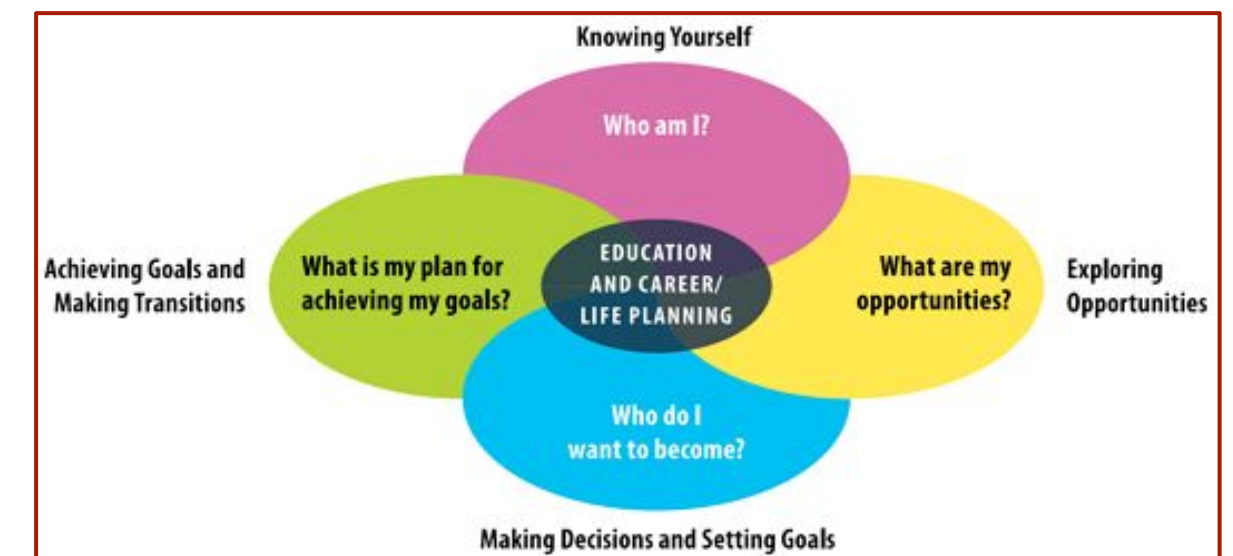 Knowing Yourself
Who am I?
Achieving Goals and
Making Transitions
What is my plan for
achieving my goals?
EDUCATION
AND CAREER/
LIFE PLANNING
What are my
opportunities?
Exploring
Opportunities
Who do I
want to become?
Making Decisions and Setting Goals